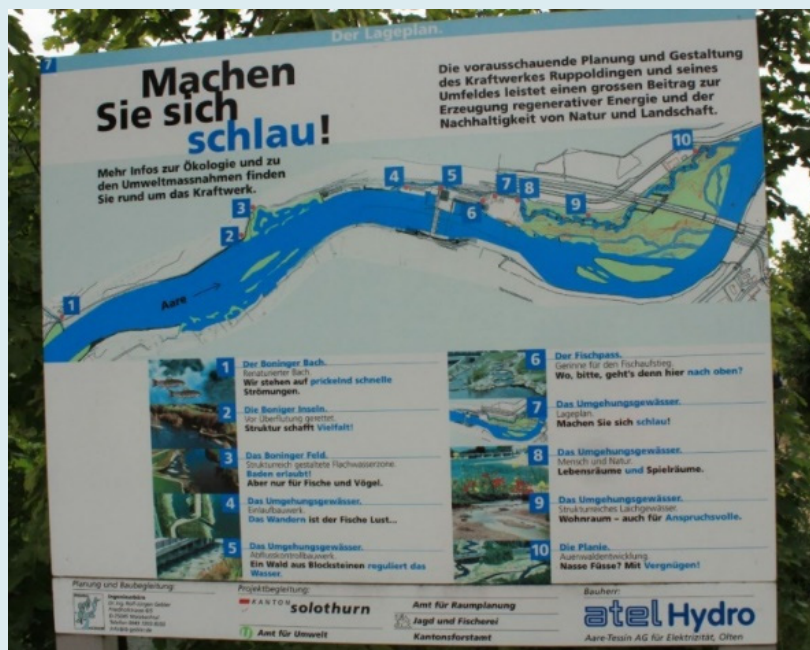 7
Der Lageplan.
Machen
Sie sich
schlau!
Mehr Infos zur Ökologie und zu
den Umweltmassnahmen finden
Sie rund um das Kraftwerk.
Die vorausschauende Planung und Gestaltung
des Kraftwerkes Ruppoldingen und seines
Umfeldes leistet einen grossen Beitrag zur
Erzeugung regenerativer Energie und der
Nachhaltigkeit von Natur und Landschaft.
1
2
3
4
5
6
7
8
9
10
Aare
1
Der Boninger Bach.
Renaturierter Bach.
Wir stehen auf prickelnd schnelle
Strömungen.
2
Die Boniger Inseln.
Vor Überflutung gerettet.
Struktur schafft Vielfalt!
3
Das Boninger Feld.
Strukturreich gestaltete Flachwasserzone.
Baden erlaubt!
Aber nur für Fische und Vögel.
4
Das Umgehungsgewässer.
Einlaufbauwerk.
Das Wandern ist der Fische Lust...
5
Das Umgehungsgewässer.
Abflusskontrollbauwerk.
Ein Wald aus Blocksteinen reguliert das
Wasser.
6
Der Fischpass.
Gerinne für den Fischaufstieg.
Wo, bitte, geht's denn hier nach oben?
7
Das Umgehungsgewässer.
Lageplan.
Machen Sie sich schlau!
8
Das Umgehungsgewässer.
Mensch und Natur.
Lebensräume und Spielräume.
9
Das Umgehungsgewässer.
Strukturreiches Laichgewässer.
Wohnraum – auch für Anspruchsvolle.
10
Die Planie.
Auenwaldentwicklung.
Nasse Füsse? Mit Vergnügen!
Planung und Baubegleitung:
Ingenieurbüro
Projektbegleitung:
KANTON solothurn
Amt für Umwelt
Amt für Raumplanung
Jagd und Fischerei
Kantonsforstamt
Bauherr:
atel Hydro
Aare-Tessin AG für Elektrizität, Olten